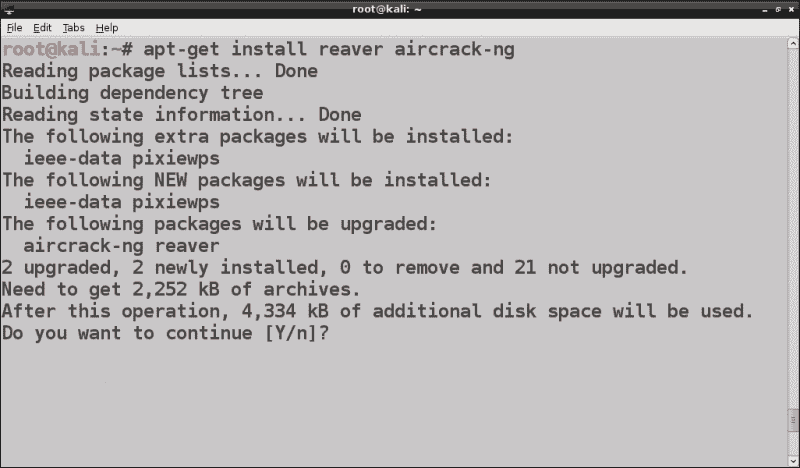 root@kali: ~
File Edit Tabs Help
root@kali:~# apt-get install reaver aircrack-ng
Reading package lists... Done
Building dependency tree
Reading state information... Done
The following extra packages will be installed:
  ieee-data pixiewps
The following NEW packages will be installed:
  ieee-data pixiewps
The following packages will be upgraded:
  aircrack-ng reaver
2 upgraded, 2 newly installed, 0 to remove and 21 not upgraded.
Need to get 2,252 kB of archives.
After this operation, 4,334 kB of additional disk space will be used.
Do you want to continue [Y/n]?